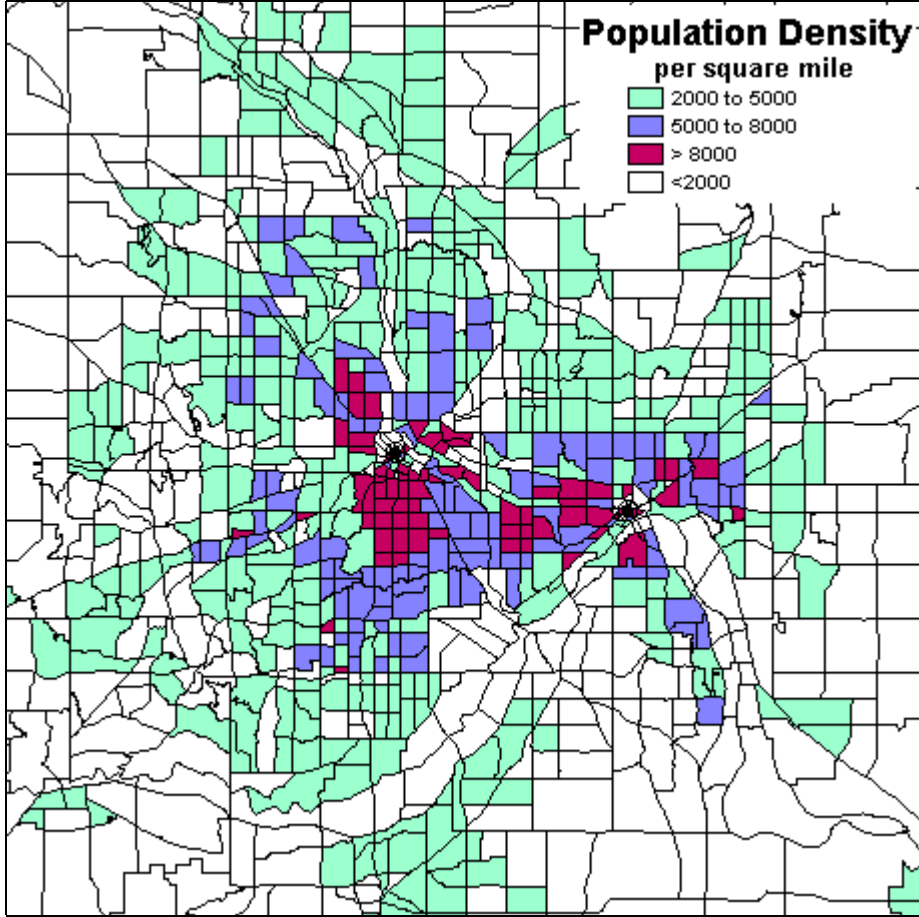 Population Density
per square mile
2000 to 5000
5000 to 8000
> 8000
<2000